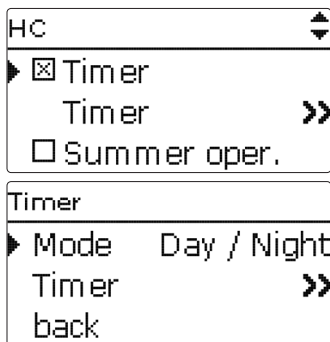 HC
Timer
Timer >>
Summer oper.
Timer
Mode Day / Night
Timer >>
back